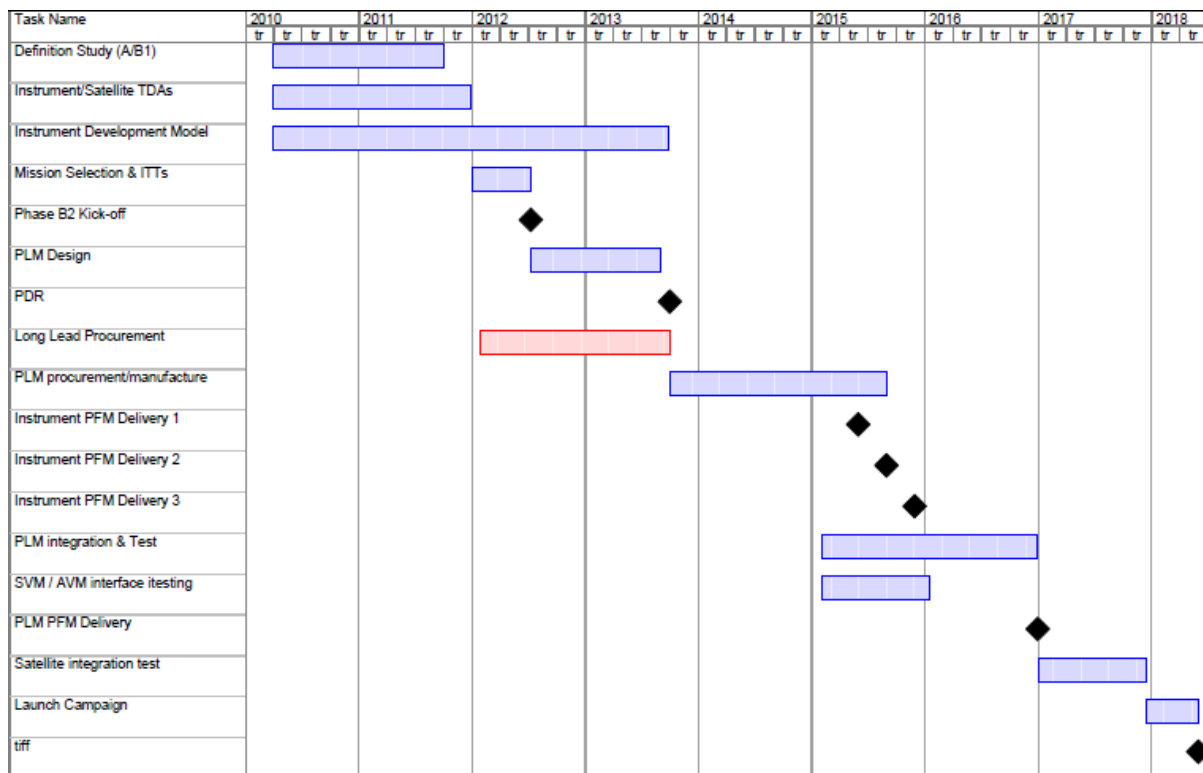 Task Name 2010 2011 2012 2013 2014 2015 2016 2017 2018
tr tr tr tr tr tr tr tr tr tr tr tr tr tr tr tr tr tr tr tr tr tr tr tr tr tr tr tr tr tr tr tr tr tr
Definition Study (A/B1)
Instrument/Satellite TDAs
Instrument Development Model
Mission Selection & ITTs
Phase B2 Kick-off
PLM Design
PDR
Long Lead Procurement
PLM procurement/manufacture
Instrument PFM Delivery 1
Instrument PFM Delivery 2
Instrument PFM Delivery 3
PLM integration & Test
SVM / AVM interface itesting
PLM PFM Delivery
Satellite integration test
Launch Campaign
tiff